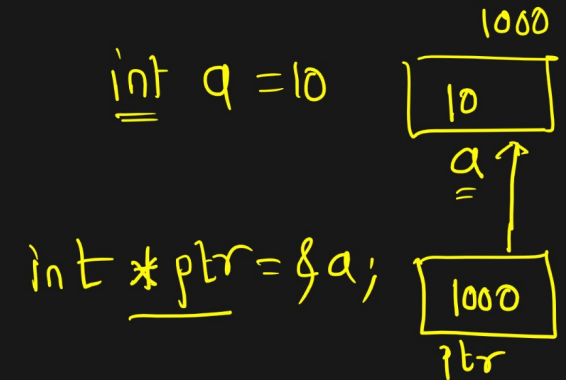 1000
int a = 10
10
a
int *ptr = &a;
1000
ptr